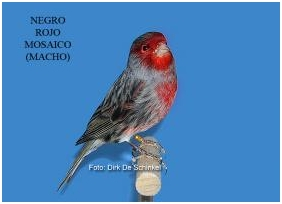 NEGRO
ROJO
MOSAICO
(MACHO)
Foto: Dirk De Schinkel